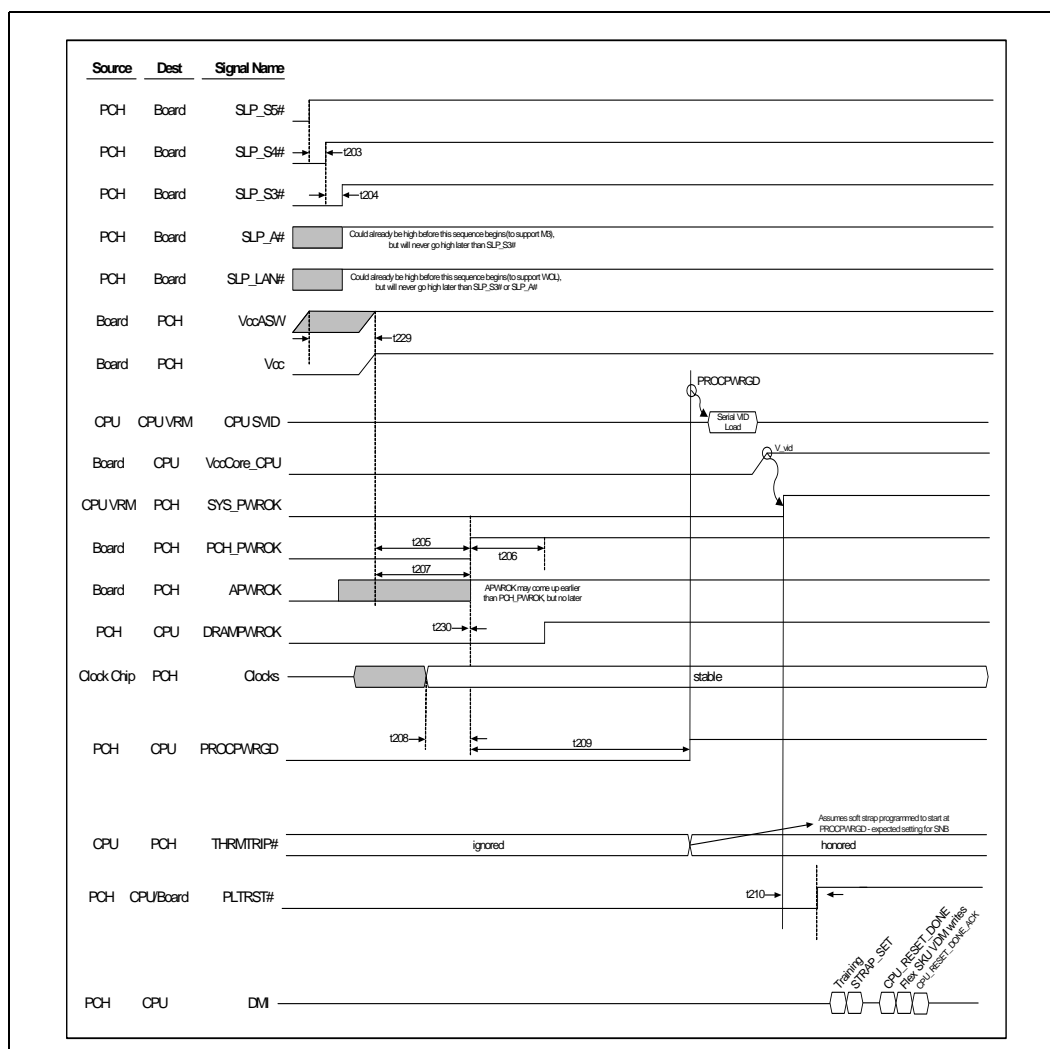 Source Dest Signal Name
PCH Board SLP_S5#
PCH Board SLP_S4#
t203
PCH Board SLP_S3#
t204
PCH Board SLP_A#
Could already be high before this sequence begins (to support M3),
but will never go high later than SLP_S3#
PCH Board SLP_LAN#
Could already be high before this sequence begins (to support WOL),
but will never go high later than SLP_S3# or SLP_A#
Board PCH VccASW
t229
Board PCH Vcc
PROCPWRGD
CPU CPU VRM CPU SVID
Serial VID
Load
V_vid
Board CPU VccCore_CPU
CPU VRM PCH SYS_PWROK
Board PCH PCH_PWROK
t205
t206
t207
Board PCH APWROK
APWROK may come up earlier
than PCH_PWROK, but no later
PCH CPU DRAMPWROK
t230
Clock Chip PCH Clocks
stable
PCH CPU PROCPWRGD
t208
t209
Assumes soft strap programmed to start at
PROCPWRGD - expected setting for SNB
CPU PCH THRMTRIP#
ignored
honored
PCH CPU/Board PLTRST#
t210
Training
STRAP_SET
CPU_RESET_DONE
Flex SKU VDM writes
CPU_RESET_DONE_ACK
PCH CPU DMI